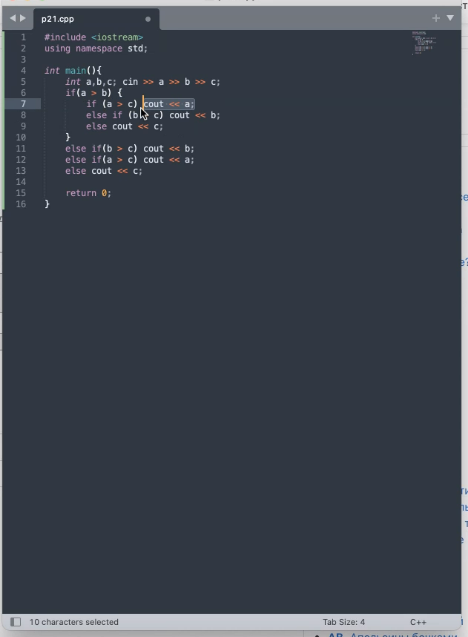 p21.cpp
1 #include <iostream>
2 using namespace std;
3
4 int main(){
5 int a,b,c; cin >> a >> b >> c;
6 if(a > b) {
7 if (a > c) cout << a;
8 else if (b > c) cout << b;
9 else cout << c;
10 }
11 else if(b > c) cout << b;
12 else if(a > c) cout << a;
13 else cout << c;
14
15 return 0;
16 }
10 characters selected
Tab Size: 4
C++